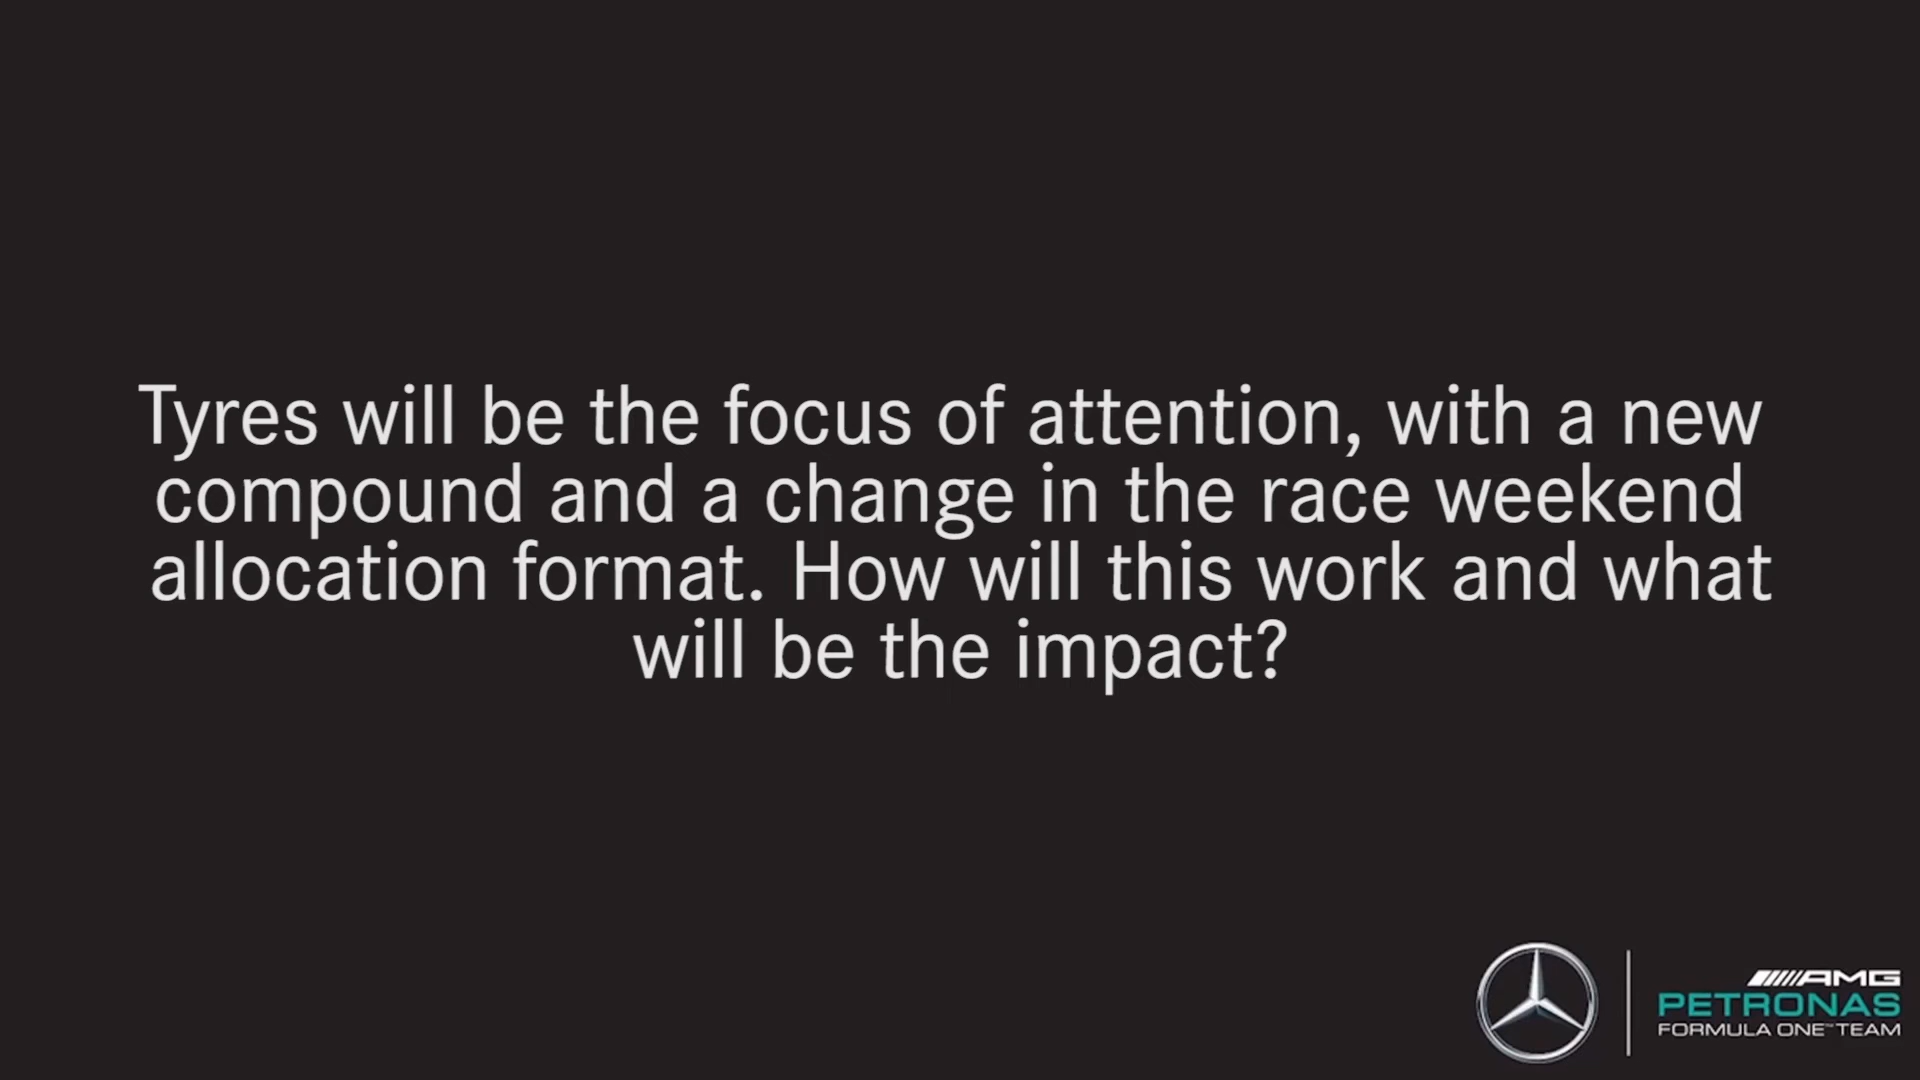 Tyres will be the focus of attention, with a new
compound and a change in the race weekend
allocation format. How will this work and what
will be the impact?
AMG
PETRONAS
FORMULA ONE™ TEAM